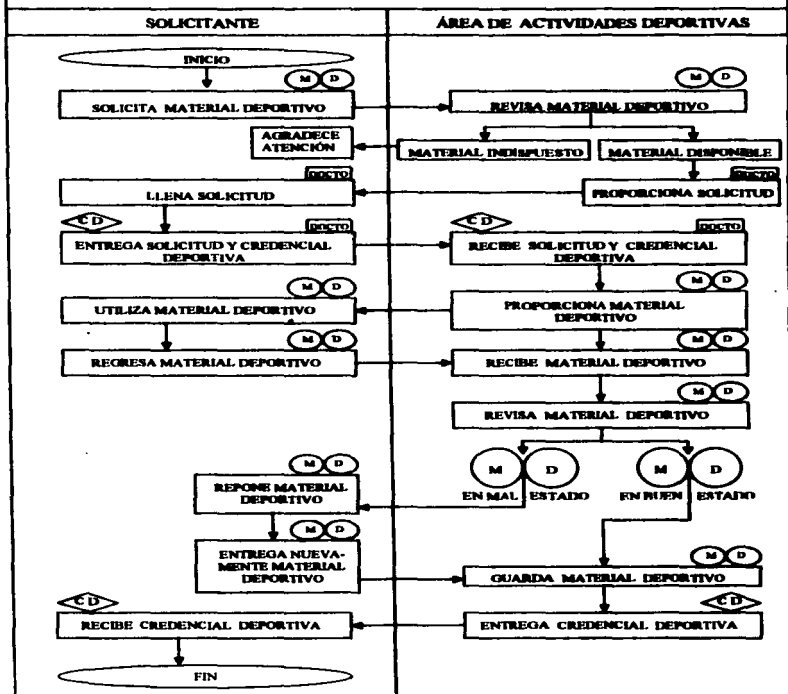 SOLICITANTE
ÁREA DE ACTIVIDADES DEPORTIVAS
INICIO
M D
SOLICITA MATERIAL DEPORTIVO
M D
REVISA MATERIAL DEPORTIVO
AGRADECE
ATENCIÓN
MATERIAL INDISPUESTO
MATERIAL DISPONIBLE
DOCTO
LLENA SOLICITUD
DOCTO
PROPORCIONA SOLICITUD
C D
DOCTO
ENTREGA SOLICITUD Y CREDENCIAL
DEPORTIVA
C D
DOCTO
RECIBE SOLICITUD Y CREDENCIAL
DEPORTIVA
M D
UTILIZA MATERIAL DEPORTIVO
M D
PROPORCIONA MATERIAL
DEPORTIVO
M D
REGRESA MATERIAL DEPORTIVO
M D
RECIBE MATERIAL DEPORTIVO
M D
REVISA MATERIAL DEPORTIVO
M D
EN MAL ESTADO
M D
EN BUEN ESTADO
M D
REPONE MATERIAL
DEPORTIVO
M D
ENTREGA NUEVA-
MENTE MATERIAL
DEPORTIVO
M D
GUARDA MATERIAL DEPORTIVO
C D
RECIBE CREDENCIAL DEPORTIVA
C D
ENTREGA CREDENCIAL DEPORTIVA
FIN